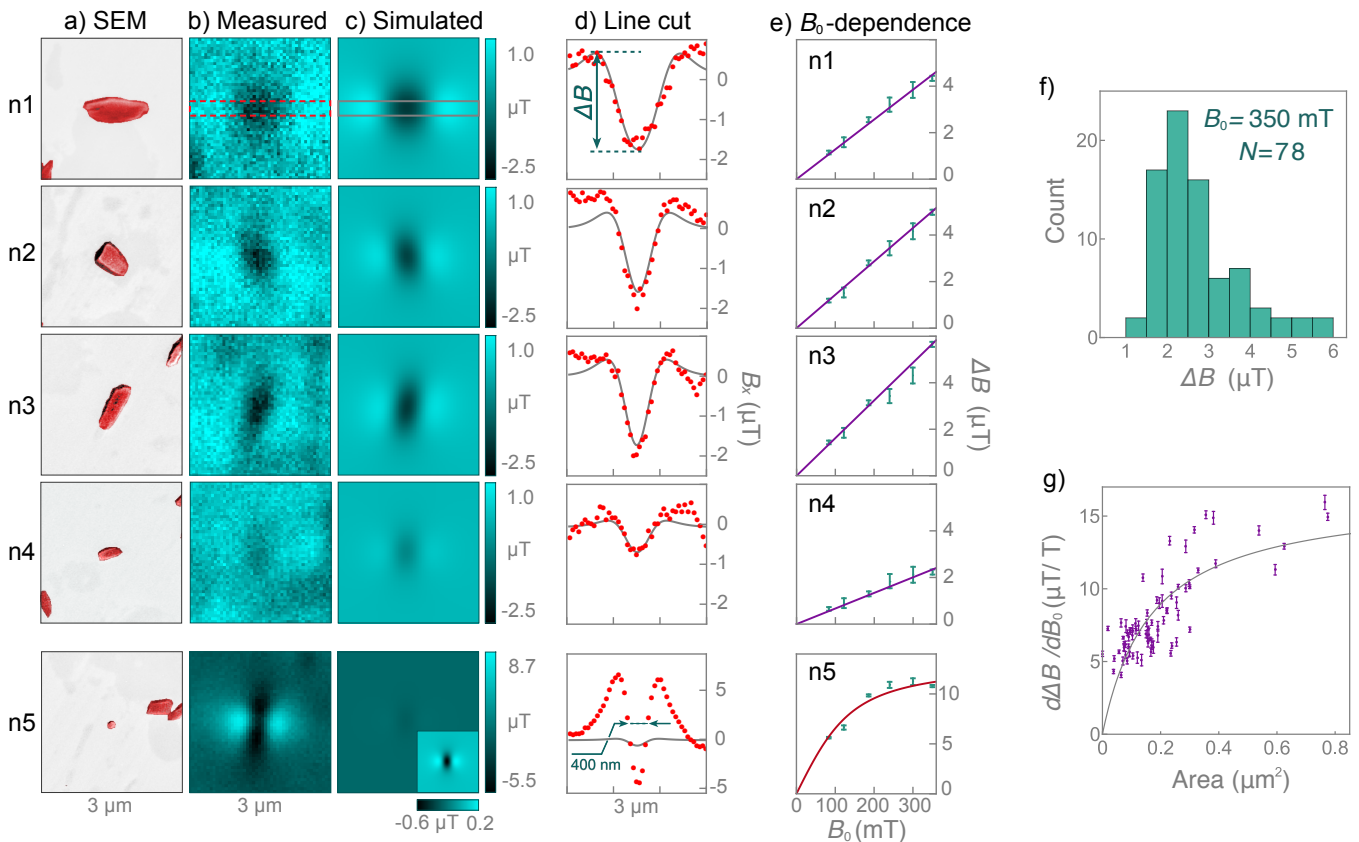 a) SEM b) Measured c) Simulated d) Line cut e) B₀-dependence
n1
1.0
µT
-2.5
ΔB
0
-1
-2
n1
4
2
0
n2
1.0
µT
-2.5
0
-1
-2
n2
4
2
0
n3
1.0
µT
-2.5
0
-1
-2
Bₓ (µT)
n3
4
2
0
ΔB (µT)
n4
1.0
µT
-2.5
0
-1
-2
n4
4
2
0
n5
8.7
µT
-5.5
400 nm
5
0
-5
n5
10
5
0
3 µm 3 µm -0.6 µT 0.2 3 µm
0 100 200 300
B₀ (mT)
f)
B₀ = 350 mT
N=78
Count
20
10
0
1 2 3 4 5 6
ΔB (µT)
g)
dΔB/dB₀ (µT/ T)
15
10
5
0
0 0.2 0.4 0.6 0.8
Area (µm²)